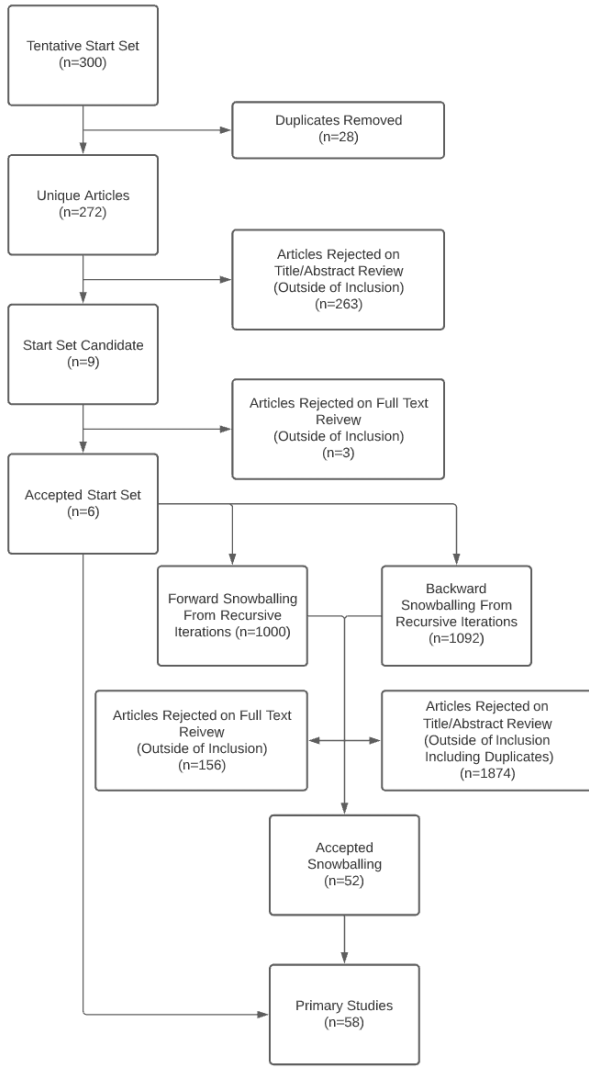 Tentative Start Set
(n=300)
Duplicates Removed
(n=28)
Unique Articles
(n=272)
Articles Rejected on
Title/Abstract Review
(Outside of Inclusion)
(n=263)
Start Set Candidate
(n=9)
Articles Rejected on Full Text
Reivew
(Outside of Inclusion)
(n=3)
Accepted Start Set
(n=6)
Forward Snowballing
From Recursive
Iterations (n=1000)
Backward
Snowballing From
Recursive Iterations
(n=1092)
Articles Rejected on Full Text
Reivew
(Outside of Inclusion)
(n=156)
Articles Rejected on
Title/Abstract Review
(Outside of Inclusion
Including Duplicates)
(n=1874)
Accepted
Snowballing
(n=52)
Primary Studies
(n=58)